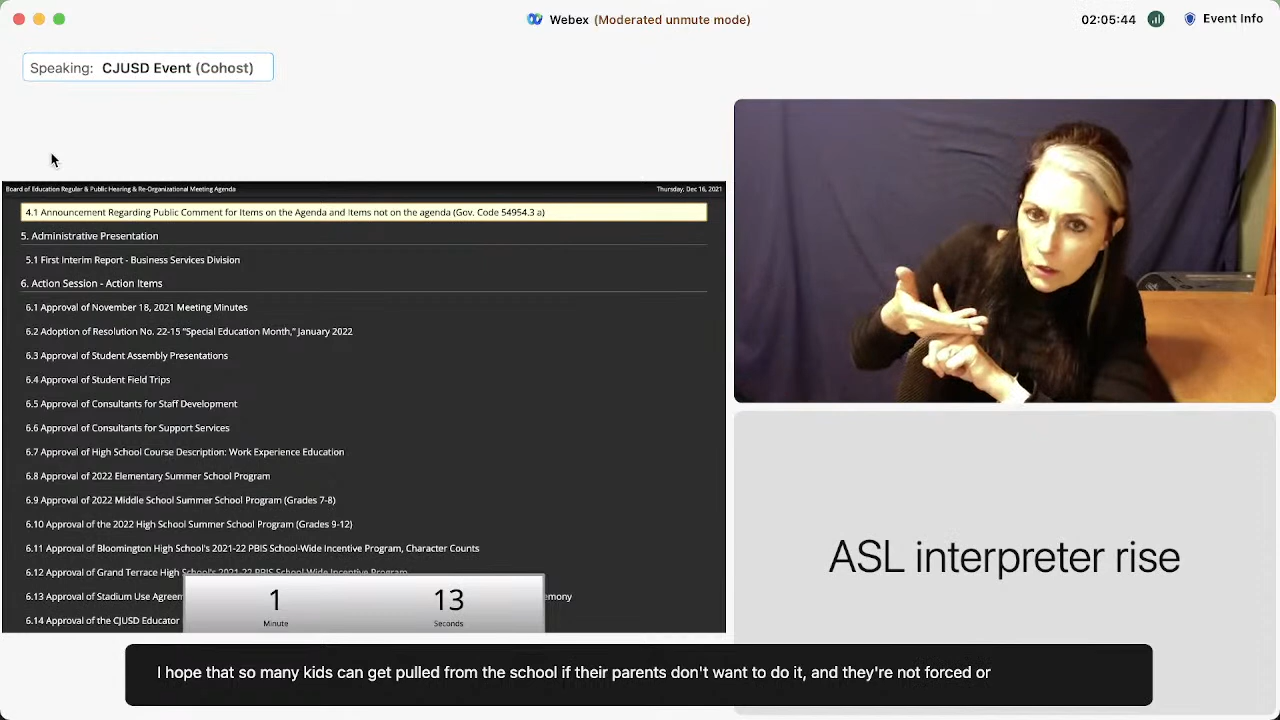 Webex (Moderated unmute mode)
02:05:44
Event Info
Speaking: CJUSD Event (Cohost)
Board of Education Regular & Public Hearing & Re-Organizational Meeting Agenda
Thursday, Dec 16, 2021
4.1 Announcement Regarding Public Comment for Items on the Agenda and Items not on the agenda (Gov. Code 54954.3 a)
5. Administrative Presentation
5.1 First Interim Report - Business Services Division
6. Action Session - Action Items
6.1 Approval of November 18, 2021 Meeting Minutes
6.2 Adoption of Resolution No. 22-15 "Special Education Month," January 2022
6.3 Approval of Student Assembly Presentations
6.4 Approval of Student Field Trips
6.5 Approval of Consultants for Staff Development
6.6 Approval of Consultants for Support Services
6.7 Approval of High School Course Description: Work Experience Education
6.8 Approval of 2022 Elementary Summer School Program
6.9 Approval of 2022 Middle School Summer School Program (Grades 7-8)
6.10 Approval of the 2022 High School Summer School Program (Grades 9-12)
6.11 Approval of Bloomington High School's 2021-22 PBIS School-Wide Incentive Program, Character Counts
6.12 Approval of Grand Terrace High School's 2021-22 PBIS School-Wide Incentive Program
6.13 Approval of Stadium Use Agreem
emony
6.14 Approval of the CJUSD Educator
1 13
Minute Seconds
ASL interpreter rise
I hope that so many kids can get pulled from the school if their parents don't want to do it, and they're not forced or